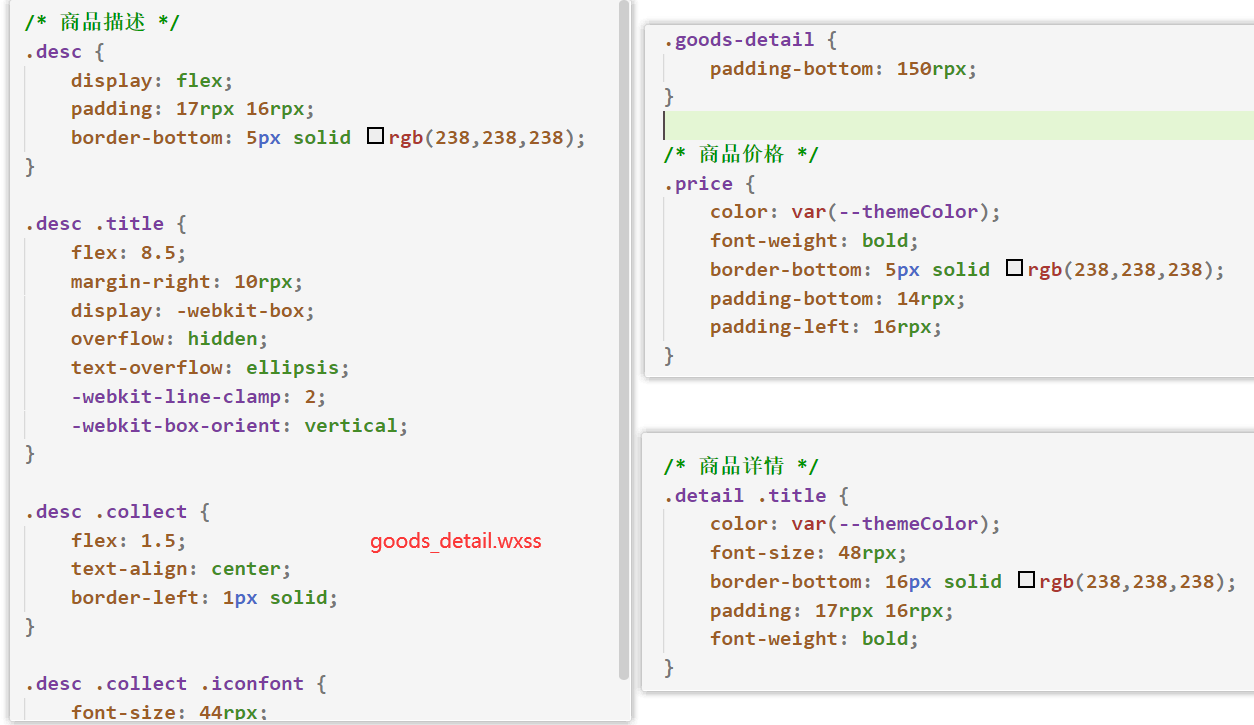 /* 商品描述 */
.desc {
display: flex;
padding: 17rpx 16rpx;
border-bottom: 5px solid rgb(238,238,238);
}
.desc .title {
flex: 8.5;
margin-right: 10rpx;
display: -webkit-box;
overflow: hidden;
text-overflow: ellipsis;
-webkit-line-clamp: 2;
-webkit-box-orient: vertical;
}
.desc .collect {
flex: 1.5;
text-align: center;
border-left: 1px solid;
}
.desc .collect .iconfont {
font-size: 44rpx;
goods_detail.wxss
.goods-detail {
padding-bottom: 150rpx;
}
/* 商品价格 */
.price {
color: var(--themeColor);
font-weight: bold;
border-bottom: 5px solid rgb(238,238,238);
padding-bottom: 14rpx;
padding-left: 16rpx;
}
/* 商品详情 */
.detail .title {
color: var(--themeColor);
font-size: 48rpx;
border-bottom: 16px solid rgb(238,238,238);
padding: 17rpx 16rpx;
font-weight: bold;
}